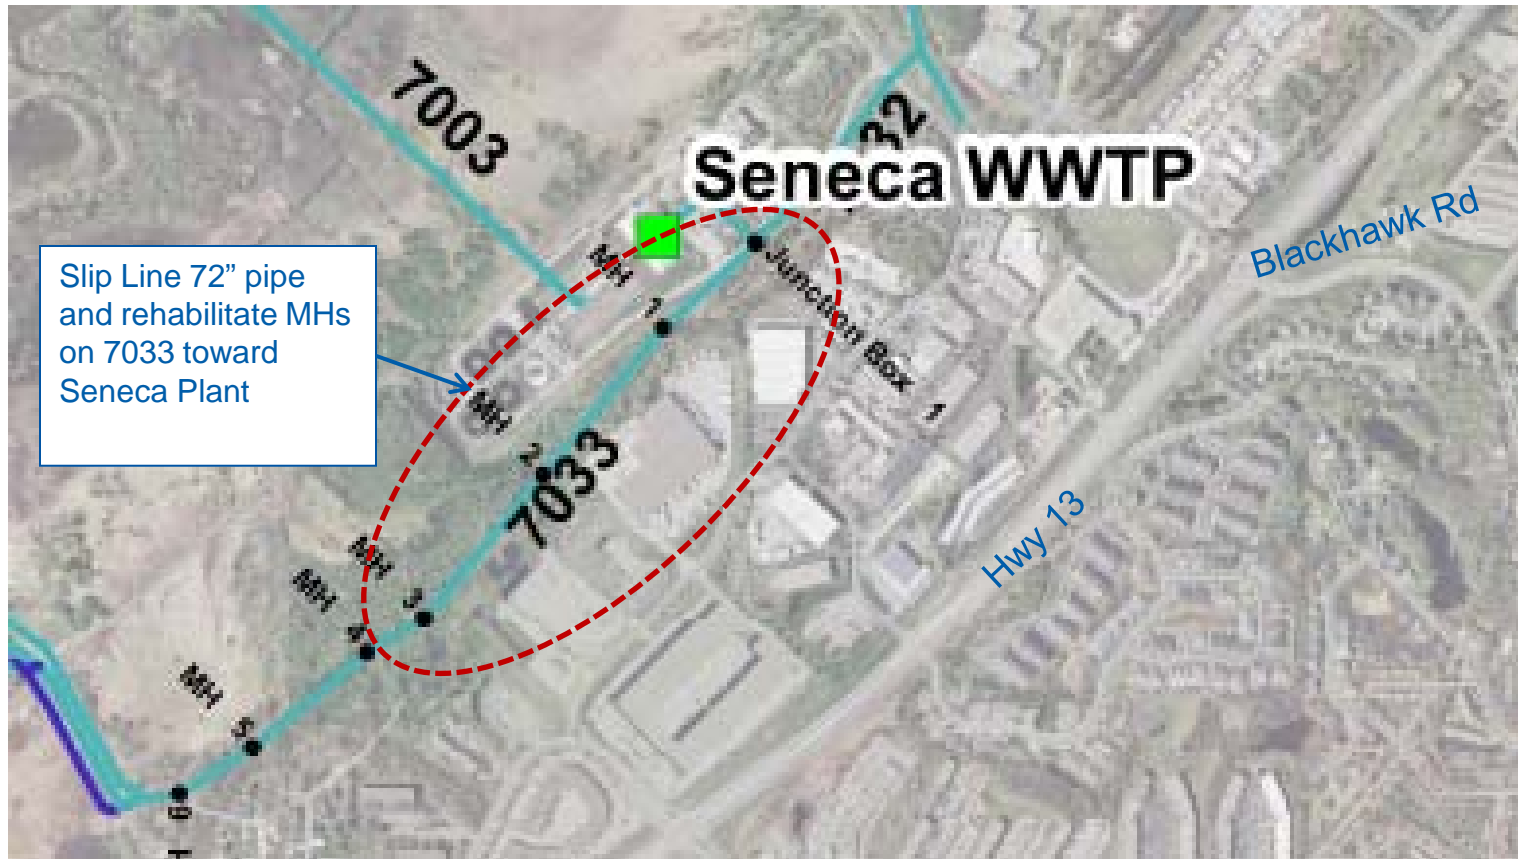 7003
32
Seneca WWTP
Blackhawk Rd
Slip Line 72” pipe
and rehabilitate MHs
on 7033 toward
Seneca Plant
MH
1
Junction Box 1
MH
2
7033
Hwy 13
MH
3
MH
4
MH
5
6